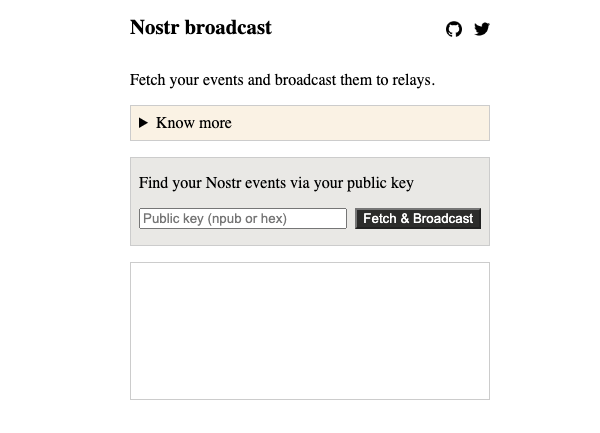 Nostr broadcast
Fetch your events and broadcast them to relays.
Know more
Find your Nostr events via your public key
Public key (npub or hex) Fetch & Broadcast